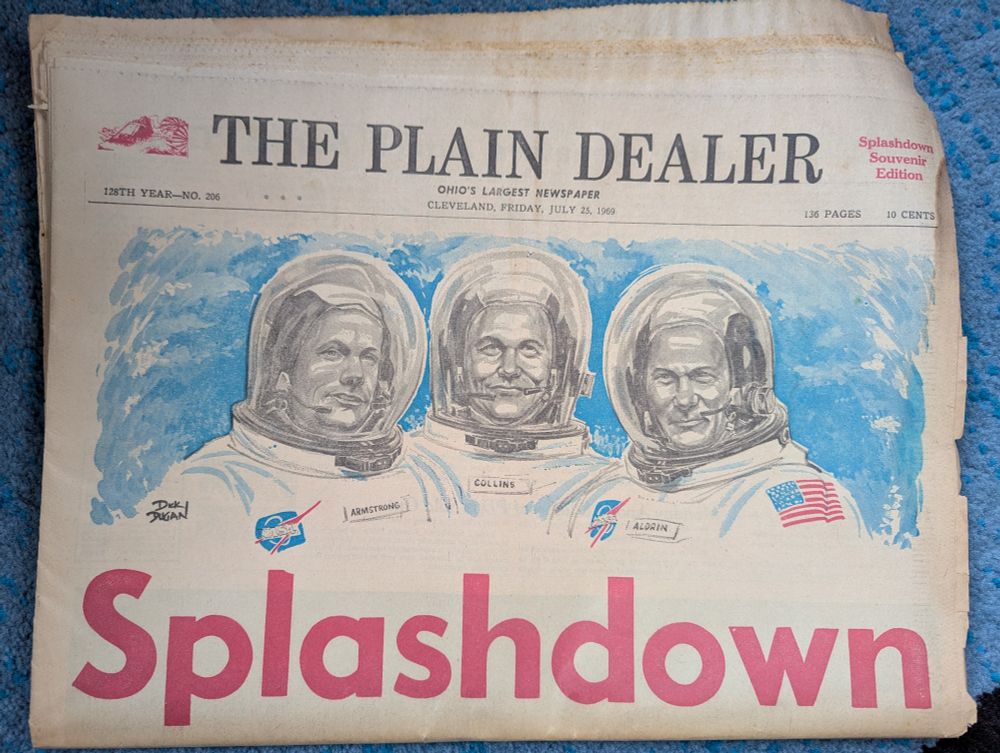 THE PLAIN DEALER
Splashdown
Souvenir
Edition
128TH YEAR—NO. 206
OHIO'S LARGEST NEWSPAPER
CLEVELAND, FRIDAY, JULY 25, 1969
136 PAGES 10 CENTS
COLLINS
ARMSTRONG
ALDRIN
DICK
DUGAN
Splashdown